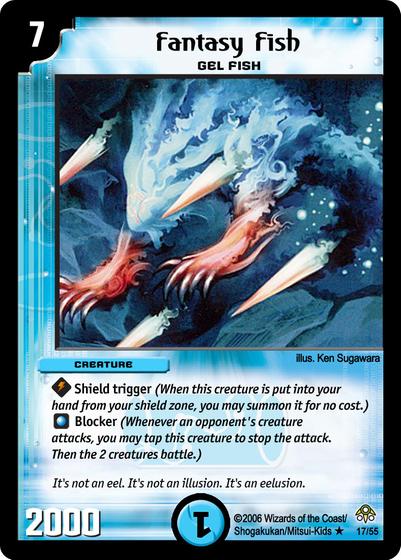 7
Fantasy Fish
GEL FISH
illus. Ken Sugawara
CREATURE
Shield trigger (When this creature is put into your
hand from your shield zone, you may summon it for no cost.)
Blocker (Whenever an opponent's creature
attacks, you may tap this creature to stop the attack.
Then the 2 creatures battle.)
It's not an eel. It's not an illusion. It's an eelusion.
2000
1
©2006 Wizards of the Coast/
Shogakukan/Mitsui-Kids ★ 17/55